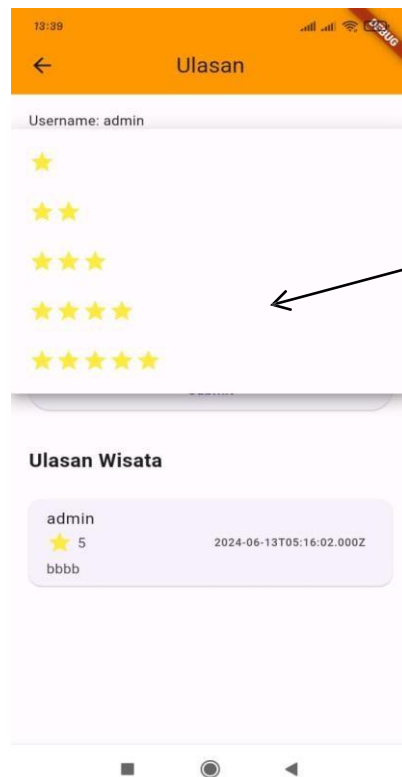 13:39
DEBUG
Ulasan
Username: admin
Ulasan Wisata
admin
5
2024-06-13T05:16:02.000Z
bbbb